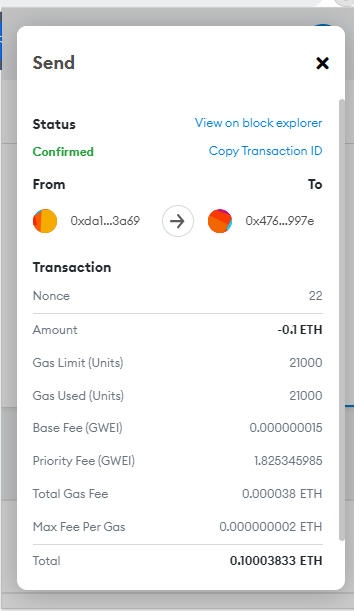 Send
Status View on block explorer
Confirmed Copy Transaction ID
From To
0xda1...3a69 0x476...997e
Transaction
Nonce 22
Amount -0.1 ETH
Gas Limit (Units) 21000
Gas Used (Units) 21000
Base Fee (GWEI) 0.000000015
Priority Fee (GWEI) 1.825345985
Total Gas Fee 0.000038 ETH
Max Fee Per Gas 0.000000002 ETH
Total 0.10003833 ETH